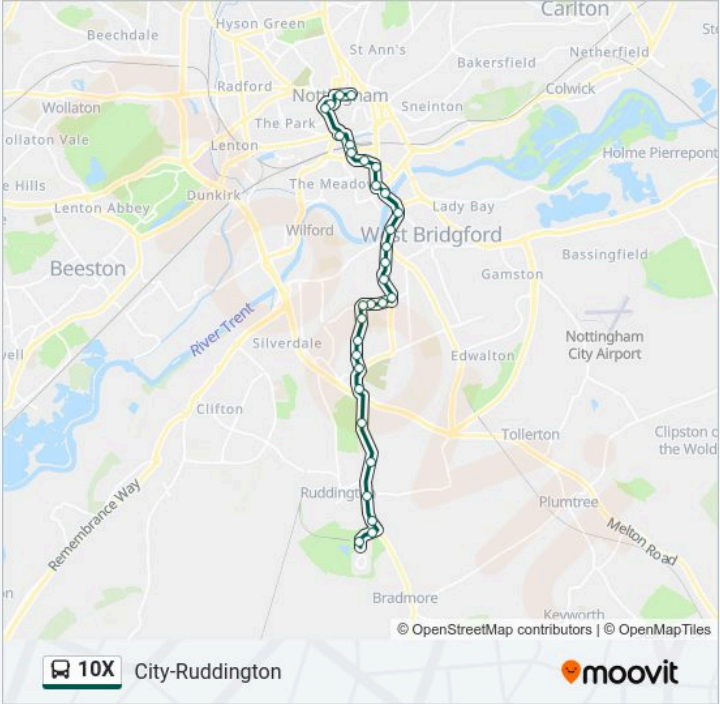 Carlton
Hyson Green
Beechdale
St Ann's
Netherfield
Bakersfield
Radford
Colwick
Nottingham
Wollaton
Sneinton
The Park
ollaton Vale
Lenton
Holme Pierrepont
e Hills
Dunkirk
The Meadows
Lenton Abbey
Lady Bay
Wilford
West Bridgford
Bassingfield
Beeston
Gamston
River Trent
Nottingham
City Airport
Silverdale
Edwalton
well
Clifton
Tollerton
Clipston o
the Wold
Ruddingt
Remembrance Way
Plumtree
Melton Road
on
Bradmore
Keyworth
© OpenStreetMap contributors | © OpenMapTiles
10X City-Ruddington
moovit